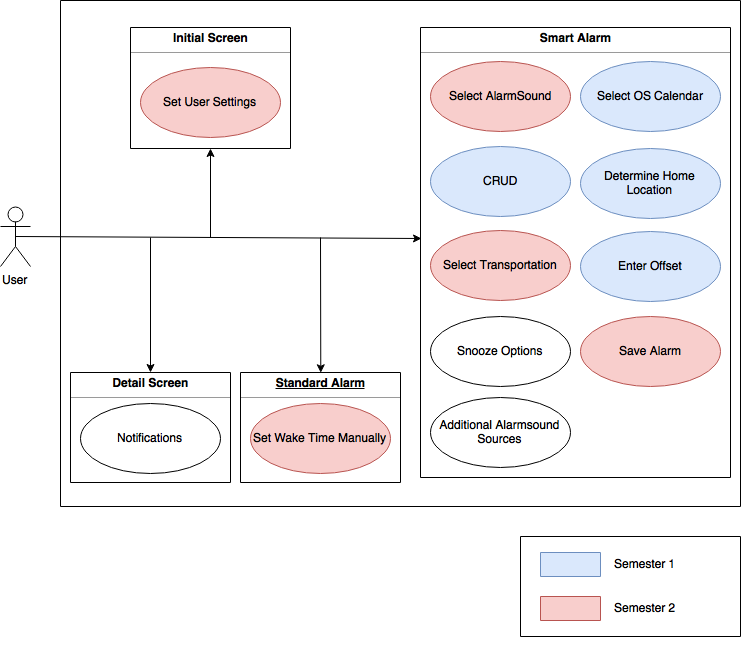 Initial Screen
Set User Settings
Smart Alarm
Select AlarmSound
Select OS Calendar
CRUD
Determine Home
Location
Select Transportation
Enter Offset
Snooze Options
Save Alarm
Additional Alarmsound
Sources
User
Detail Screen
Notifications
Standard Alarm
Set Wake Time Manually
Semester 1
Semester 2